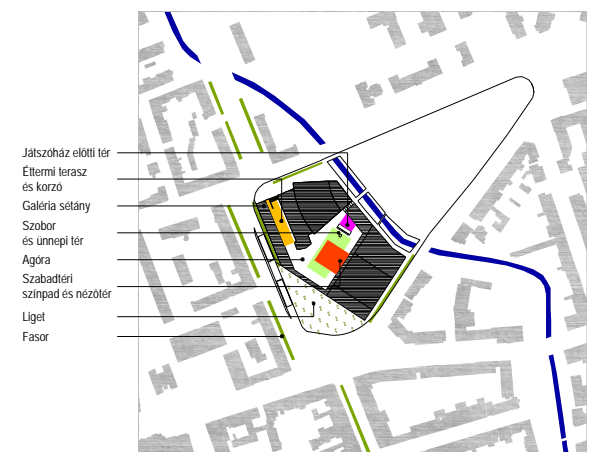 Játszóház előtti tér
Éttermi terasz
és korzó
Galéria sétány
Szobor
és ünnepi tér
Agóra
Szabadtéri
színpad és nézőtér
Liget
Fasor